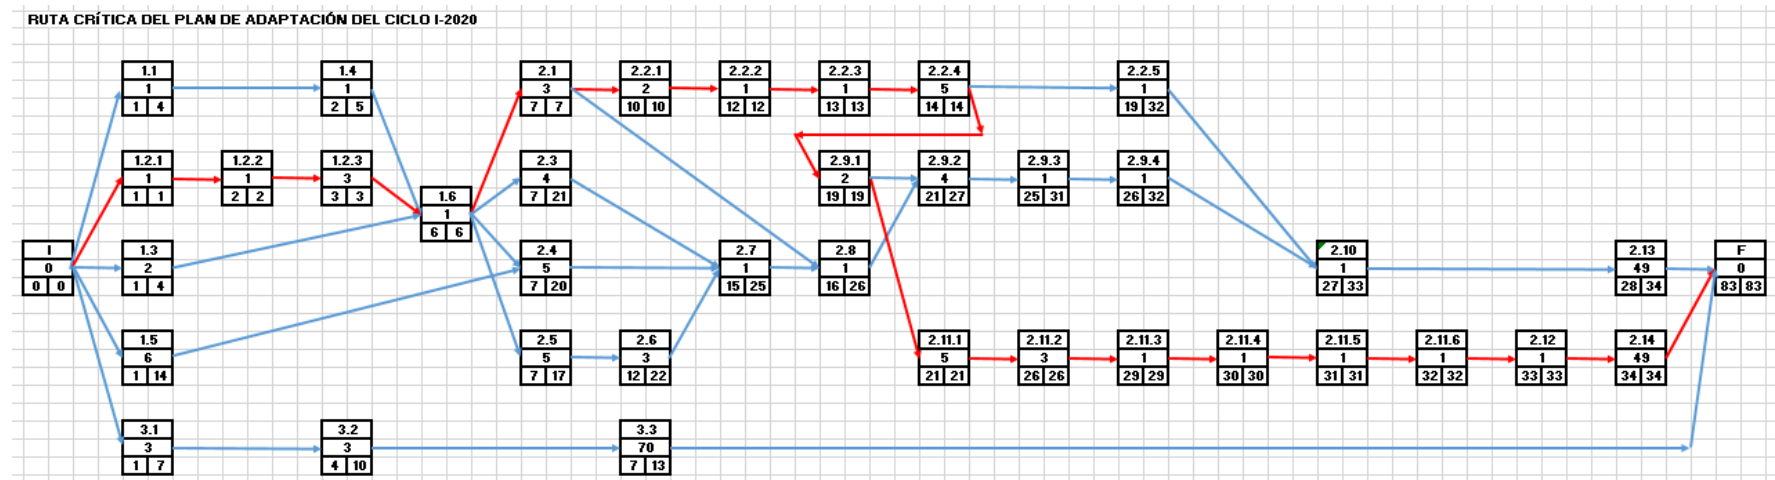 RUTA CRÍTICA DEL PLAN DE ADAPTACIÓN DEL CICLO I-2020
1.1 1.4 2.1 2.2.1 2.2.2 2.2.3 2.2.4 2.2.5
1 1 3 2 1 1 5 1
1 4 2 5 7 7 10 10 12 12 13 13 14 14 19 32
1.2.1 1.2.2 1.2.3 2.3 2.9.1 2.9.2 2.9.3 2.9.4
1 1 3 4 2 4 1 1
1 1 2 2 3 3 7 21 19 19 21 27 25 31 26 32
1.6
1
6 6
I 1.3 2.4 2.7 2.8 2.10 2.13 F
0 2 5 1 1 1 49 0
0 0 1 4 7 20 15 25 16 26 27 33 28 34 83 83
1.5 2.5 2.6 2.11.1 2.11.2 2.11.3 2.11.4 2.11.5 2.11.6 2.12 2.14
6 5 3 5 3 1 1 1 1 1 49
1 14 7 17 12 22 21 21 26 26 29 29 30 30 31 31 32 32 33 33 34 34
3.1 3.2 3.3
3 3 70
1 7 4 10 7 13